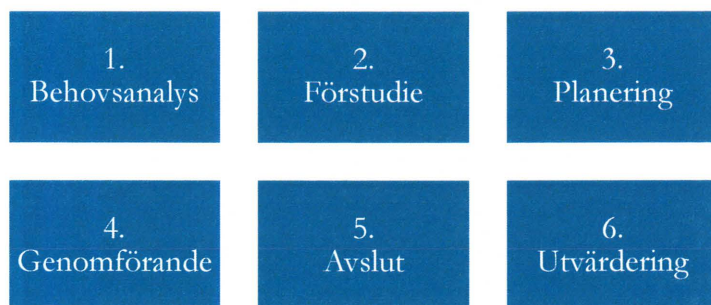 1.
Behovsanalys
2.
Förstudie
3.
Planering
4.
Genomförande
5.
Avslut
6.
Utvärdering